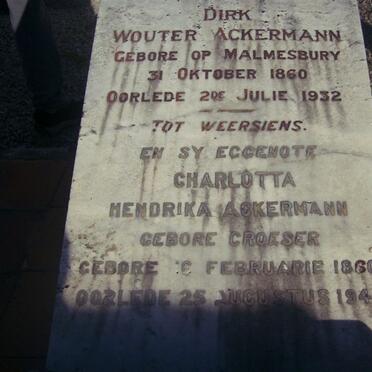 DIRK
WOUTER ACKERMANN
GEBORE OP MALMESBURY
31 OKTOBER 1860
OORLEDE 2DE JULIE 1932
TOT WEERSIENS.
EN SY EGGENOTE
CHARLOTTA
HENDRIKA ACKERMANN
GEBORE CROESER
GEBORE 6 FEBRUARIE
OORLEDE 25 AUGUSTUS